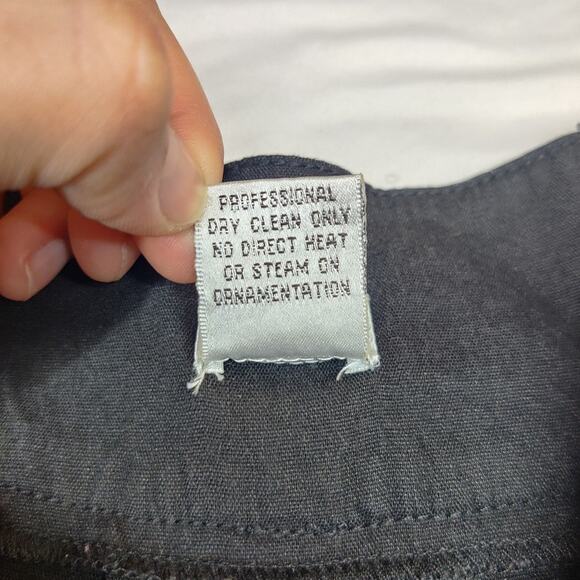 PROFESSIONAL
DRY CLEAN ONLY
NO DIRECT HEAT
OR STEAM ON
ORNAMENTATION